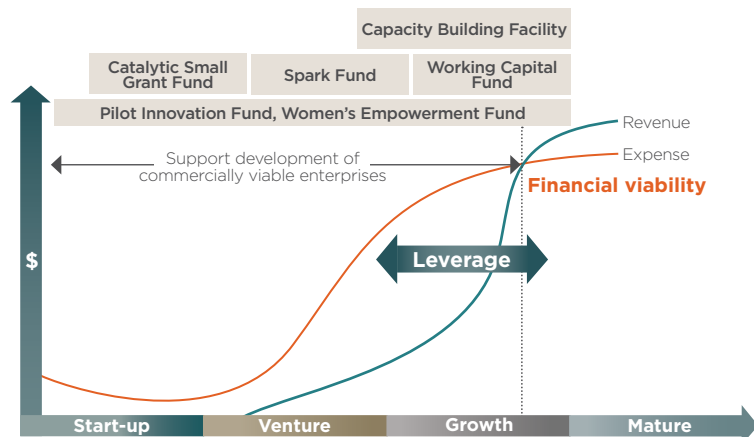 Capacity Building Facility
Catalytic Small
Grant Fund
Spark Fund
Working Capital
Fund
Pilot Innovation Fund, Women's Empowerment Fund
Revenue
Support development of
commercially viable enterprises
Expense
Financial viability
$
Leverage
Start-up
Venture
Growth
Mature